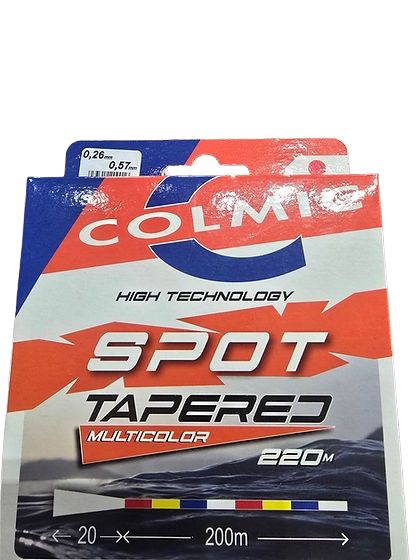 0,26mm
0,57mm
COLMIC
HIGH TECHNOLOGY
SPOT
TAPERED
MULTICOLOR
220M
20
200m